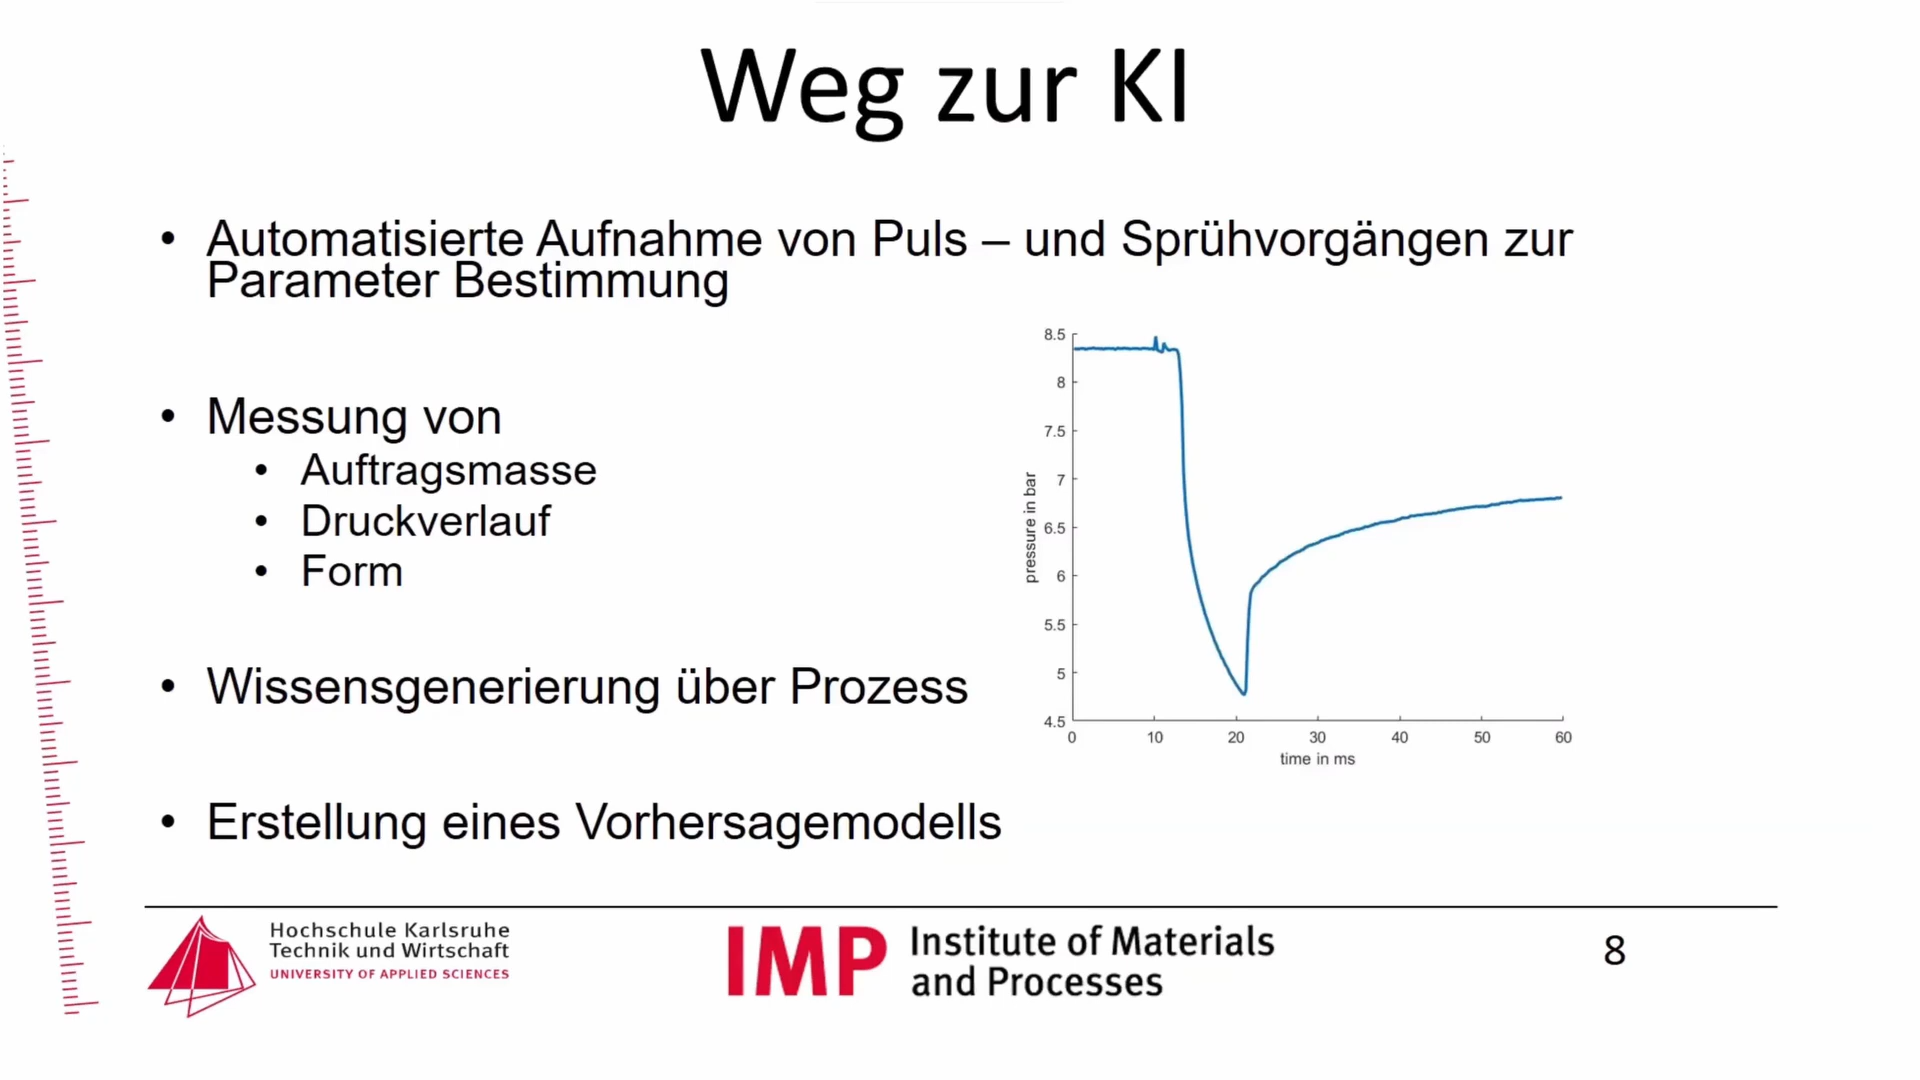 Weg zur KI
• Automatisierte Aufnahme von Puls – und Sprühvorgängen zur
Parameter Bestimmung
• Messung von
• Auftragsmasse
• Druckverlauf
• Form
• Wissensgenerierung über Prozess
• Erstellung eines Vorhersagemodells
8.5
8
7.5
7
6.5
6
5.5
5
4.5
pressure in bar
0 10 20 30 40 50 60
time in ms
Hochschule Karlsruhe
Technik und Wirtschaft
UNIVERSITY OF APPLIED SCIENCES
IMP
Institute of Materials
and Processes
8